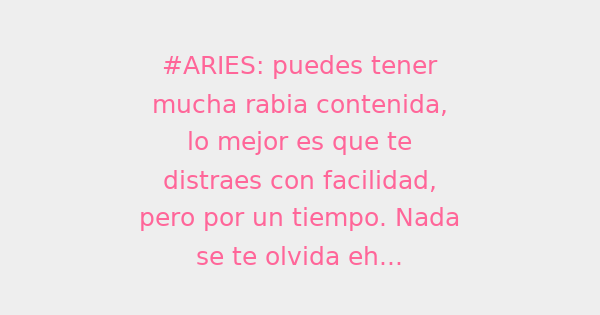 #ARIES: puedes tener
mucha rabia contenida,
lo mejor es que te
distraes con facilidad,
pero por un tiempo. Nada
se te olvida eh...